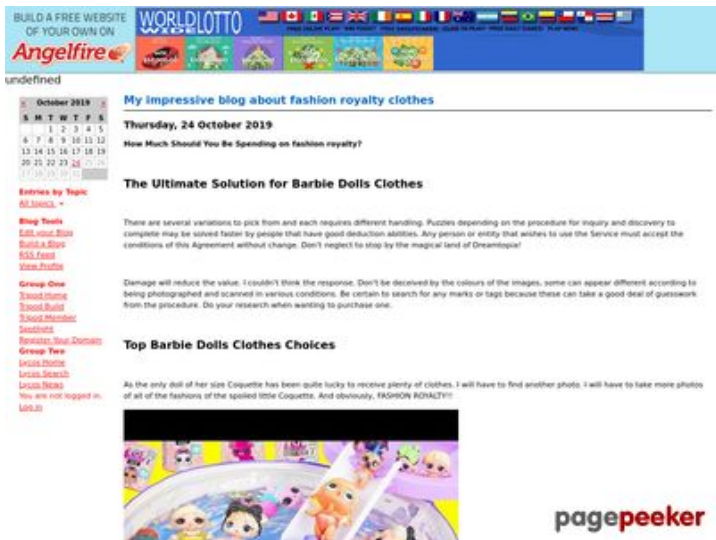 BUILD A FREE WEBSITE
OF YOUR OWN ON
Angelfire
WORLD LOTTO
WIDE
undefined
« October 2019 »
S M T W T F S
1 2 3 4 5
6 7 8 9 10 11 12
13 14 15 16 17 18 19
20 21 22 23 24 25 26
27 28 29 30 31
Entries by Topic
All topics
Blog Tools
Edit your Blog
Build a Blog
RSS Feed
View Profile
Group One
Tripod Home
Tripod Build
Tripod Member
Spotlight
Register Your Domain
Group Two
Lycos Home
Lycos Search
Lycos News
You are not logged in.
Log in
My impressive blog about fashion royalty clothes
Thursday, 24 October 2019
How Much Should You Be Spending on fashion royalty?
The Ultimate Solution for Barbie Dolls Clothes
There are several variations to pick from and each requires different handling. Puzzles depending on the procedure for inquiry and discovery to
complete may be solved faster by people that have good deduction abilities. Any person or entity that wishes to use the Service must accept the
conditions of this Agreement without change. Don't neglect to stop by the magical land of Dreamtopia!
Damage will reduce the value. I couldn't think the response. Don't be deceived by the colours of the images, some can appear different according to
being photographed and scanned in various conditions. Be certain to search for any marks or tags because these can take a good deal of guesswork
from the procedure. Do your research when wanting to purchase one.
Top Barbie Dolls Clothes Choices
As the only doll of her size Coquette has been quite lucky to receive plenty of clothes. I will have to find another photo. I will have to take more photos
of all of the fashions of the spoiled little Coquette. And obviously, FASHION ROYALTY!!!
pagepeeker